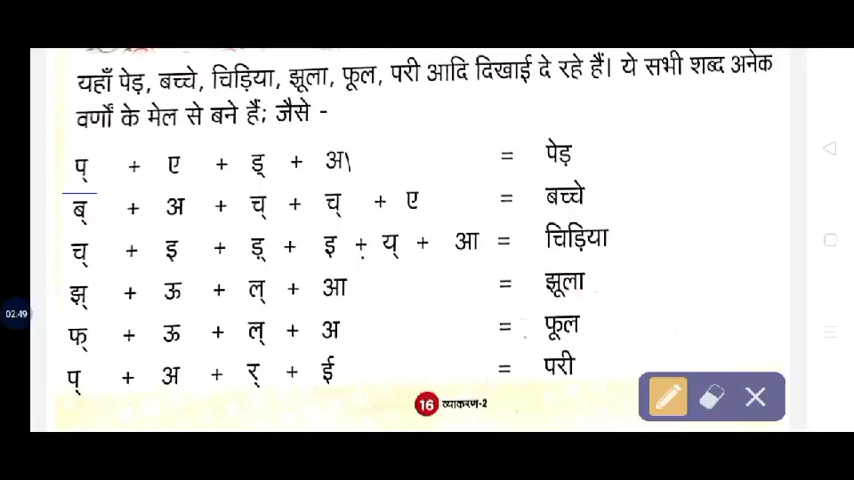 यहाँ पेड़, बच्चे, चिड़िया, झूला, फूल, परी आदि दिखाई दे रहे हैं। ये सभी शब्द अनेक
वर्णों के मेल से बने हैं; जैसे -
प् + ए + ड़् + अ = पेड़
ब् + अ + च् + च् + ए = बच्चे
च् + इ + ड़् + इ + य् + आ = चिड़िया
झ् + ऊ + ल् + आ = झूला
फ् + ऊ + ल् + अ = फूल
प् + अ + र् + ई = परी
16 व्याकरण-2
02:49